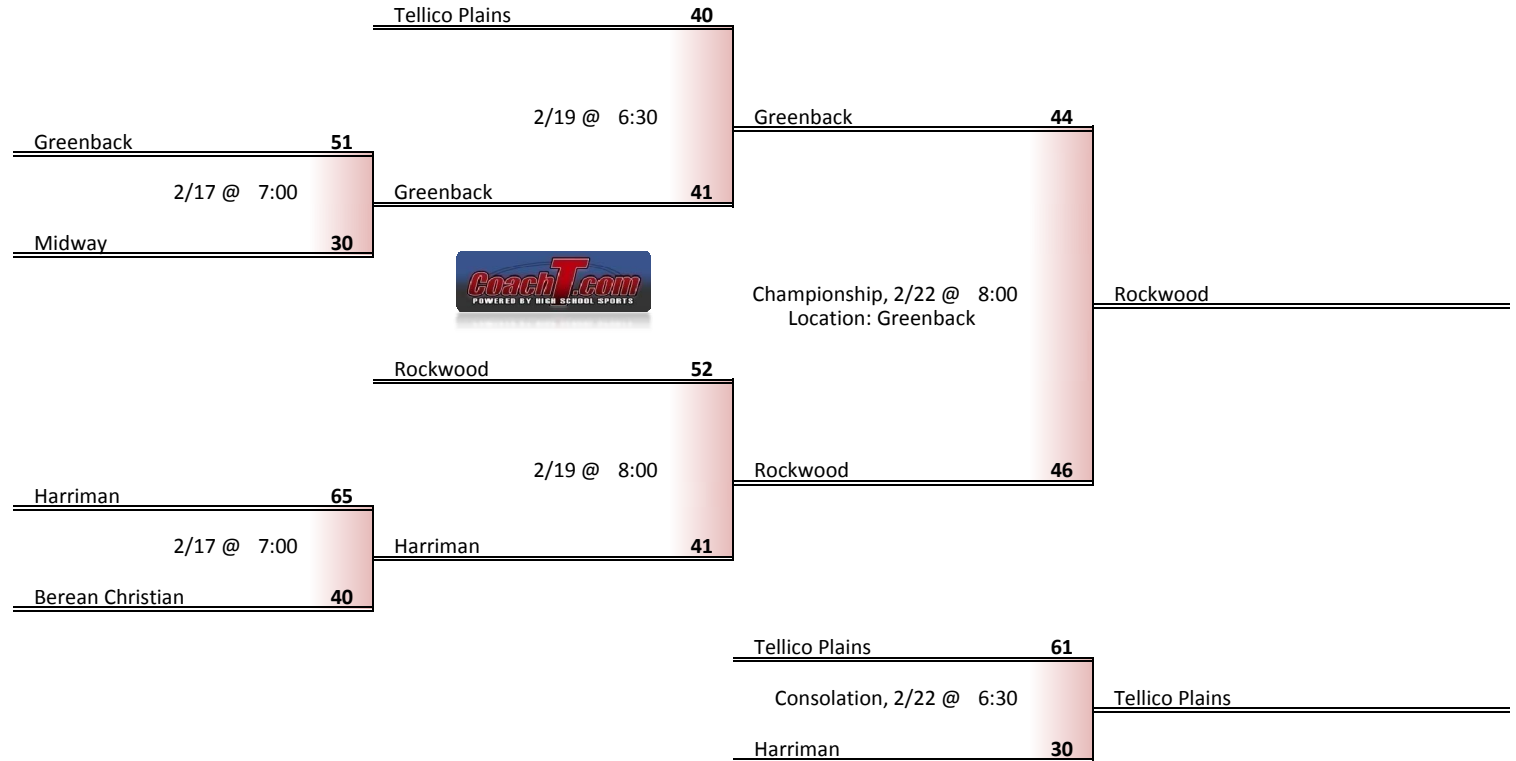 Tellico Plains 40
2/19 @ 6:30
Greenback 44
Greenback 51
2/17 @ 7:00
Greenback 41
Midway 30
CoachT.com
POWERED BY HIGH SCHOOL SPORTS
Championship, 2/22 @ 8:00
Location: Greenback
Rockwood
Rockwood 52
2/19 @ 8:00
Rockwood 46
Harriman 65
2/17 @ 7:00
Harriman 41
Berean Christian 40
Tellico Plains 61
Consolation, 2/22 @ 6:30
Tellico Plains
Harriman 30